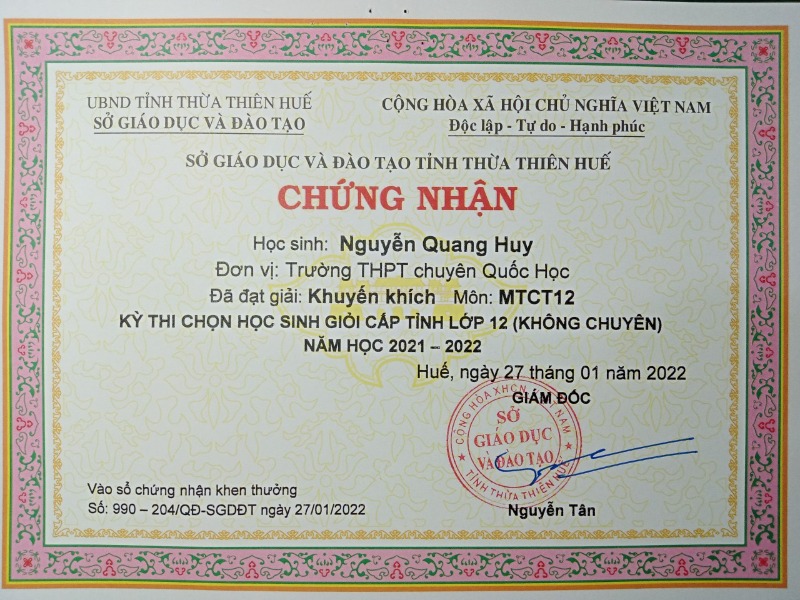 UBND TỈNH THỪA THIÊN HUẾ
SỞ GIÁO DỤC VÀ ĐÀO TẠO
CỘNG HÒA XÃ HỘI CHỦ NGHĨA VIỆT NAM
Độc lập - Tự do - Hạnh phúc
SỞ GIÁO DỤC VÀ ĐÀO TẠO TỈNH THỪA THIÊN HUẾ
CHỨNG NHẬN
Học sinh: Nguyễn Quang Huy
Đơn vị: Trường THPT chuyên Quốc Học
Đã đạt giải: Khuyến khích Môn: MTCT12
KỲ THI CHỌN HỌC SINH GIỎI CẤP TỈNH LỚP 12 (KHÔNG CHUYÊN)
NĂM HỌC 2021 – 2022
Huế, ngày 27 tháng 01 năm 2022
GIÁM ĐỐC
CỘNG HÒA XHCN VIỆT NAM
SỞ
GIÁO DỤC
VÀ ĐÀO TẠO
TỈNH THỪA THIÊN HUẾ
Nguyễn Tân
Vào sổ chứng nhận khen thưởng
Số: 990 – 204/QĐ-SGDĐT ngày 27/01/2022